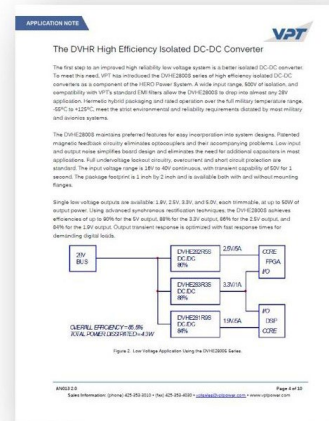 APPLICATION NOTE
VPT
The DVHR High Efficiency Isolated DC-DC Converter
The first step to an improved high reliability low voltage system is a better isolated DC-DC converter.
To meet this need, VPT has introduced the DVHE2800S series of high efficiency isolated DC-DC
converters as a component of the HERO Power System. A wide input range, 500V of isolation, and
compatibility with VPT's standard EMI filters allow the DVHE2800S to drop into almost any 28V
application. Hermetic hybrid packaging and rated operation over the full military temperature range,
-55ºC to +125ºC, meet the strict environmental and reliability requirements dictated by most military
and avionics systems.
The DVHE2800S maintains preferred features for easy incorporation into system designs. Patented
magnetic feedback circuitry eliminates optocouplers and their accompanying problems. Low input
and output noise simplifies board design and eliminates the need for additional capacitors in most
applications. Full undervoltage lockout circuitry, overcurrent and short circuit protection are
standard. The input voltage range is 16V to 40V continuous, with transient capability of 50V for 1
second. The package footprint is 1 inch by 2 inch and is available both with and without mounting
flanges.
Single low voltage outputs are available: 1.9V, 2.5V, 3.3V, and 5.0V, each trimmable, at up to 50W of
output power. Using advanced synchronous rectification techniques, the DVHE2800S achieves
efficiencies of up to 90% for the 5V output, 88% for the 3.3V output, 86% for the 2.5V output, and
84% for the 1.9V output. Output transient response is optimized with fast response times for
demanding digital loads.
28V
BUS
DVHE282R5S
DC/DC
86%
2.5V/5A
CORE
FPGA
I/O
DVHE283R3S
DC/DC
88%
3.3V/1A
DVHE281R9S
DC/DC
84%
1.9V/5A
I/O
DSP
CORE
OVERALL EFFICIENCY = 85.8%
TOTAL POWER DISSIPATED = 4.3W
Figure 2. Low Voltage Application Using the DVHE2800S Series.
AN010 2.0
Page 4 of 10
Sales Information: (phone) 425-353-3010 • (fax) 425-353-4030 • vptsales@vptpower.com • www.vptpower.com